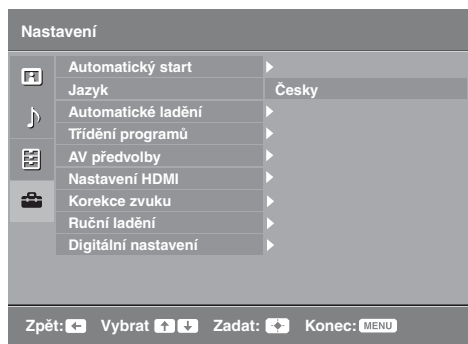 Nastavení
Automatický start
Jazyk Česky
Automatické ladění
Třídění programů
AV předvolby
Nastavení HDMI
Korekce zvuku
Ruční ladění
Digitální nastavení
Zpět: Vybrat Zadat: Konec: MENU